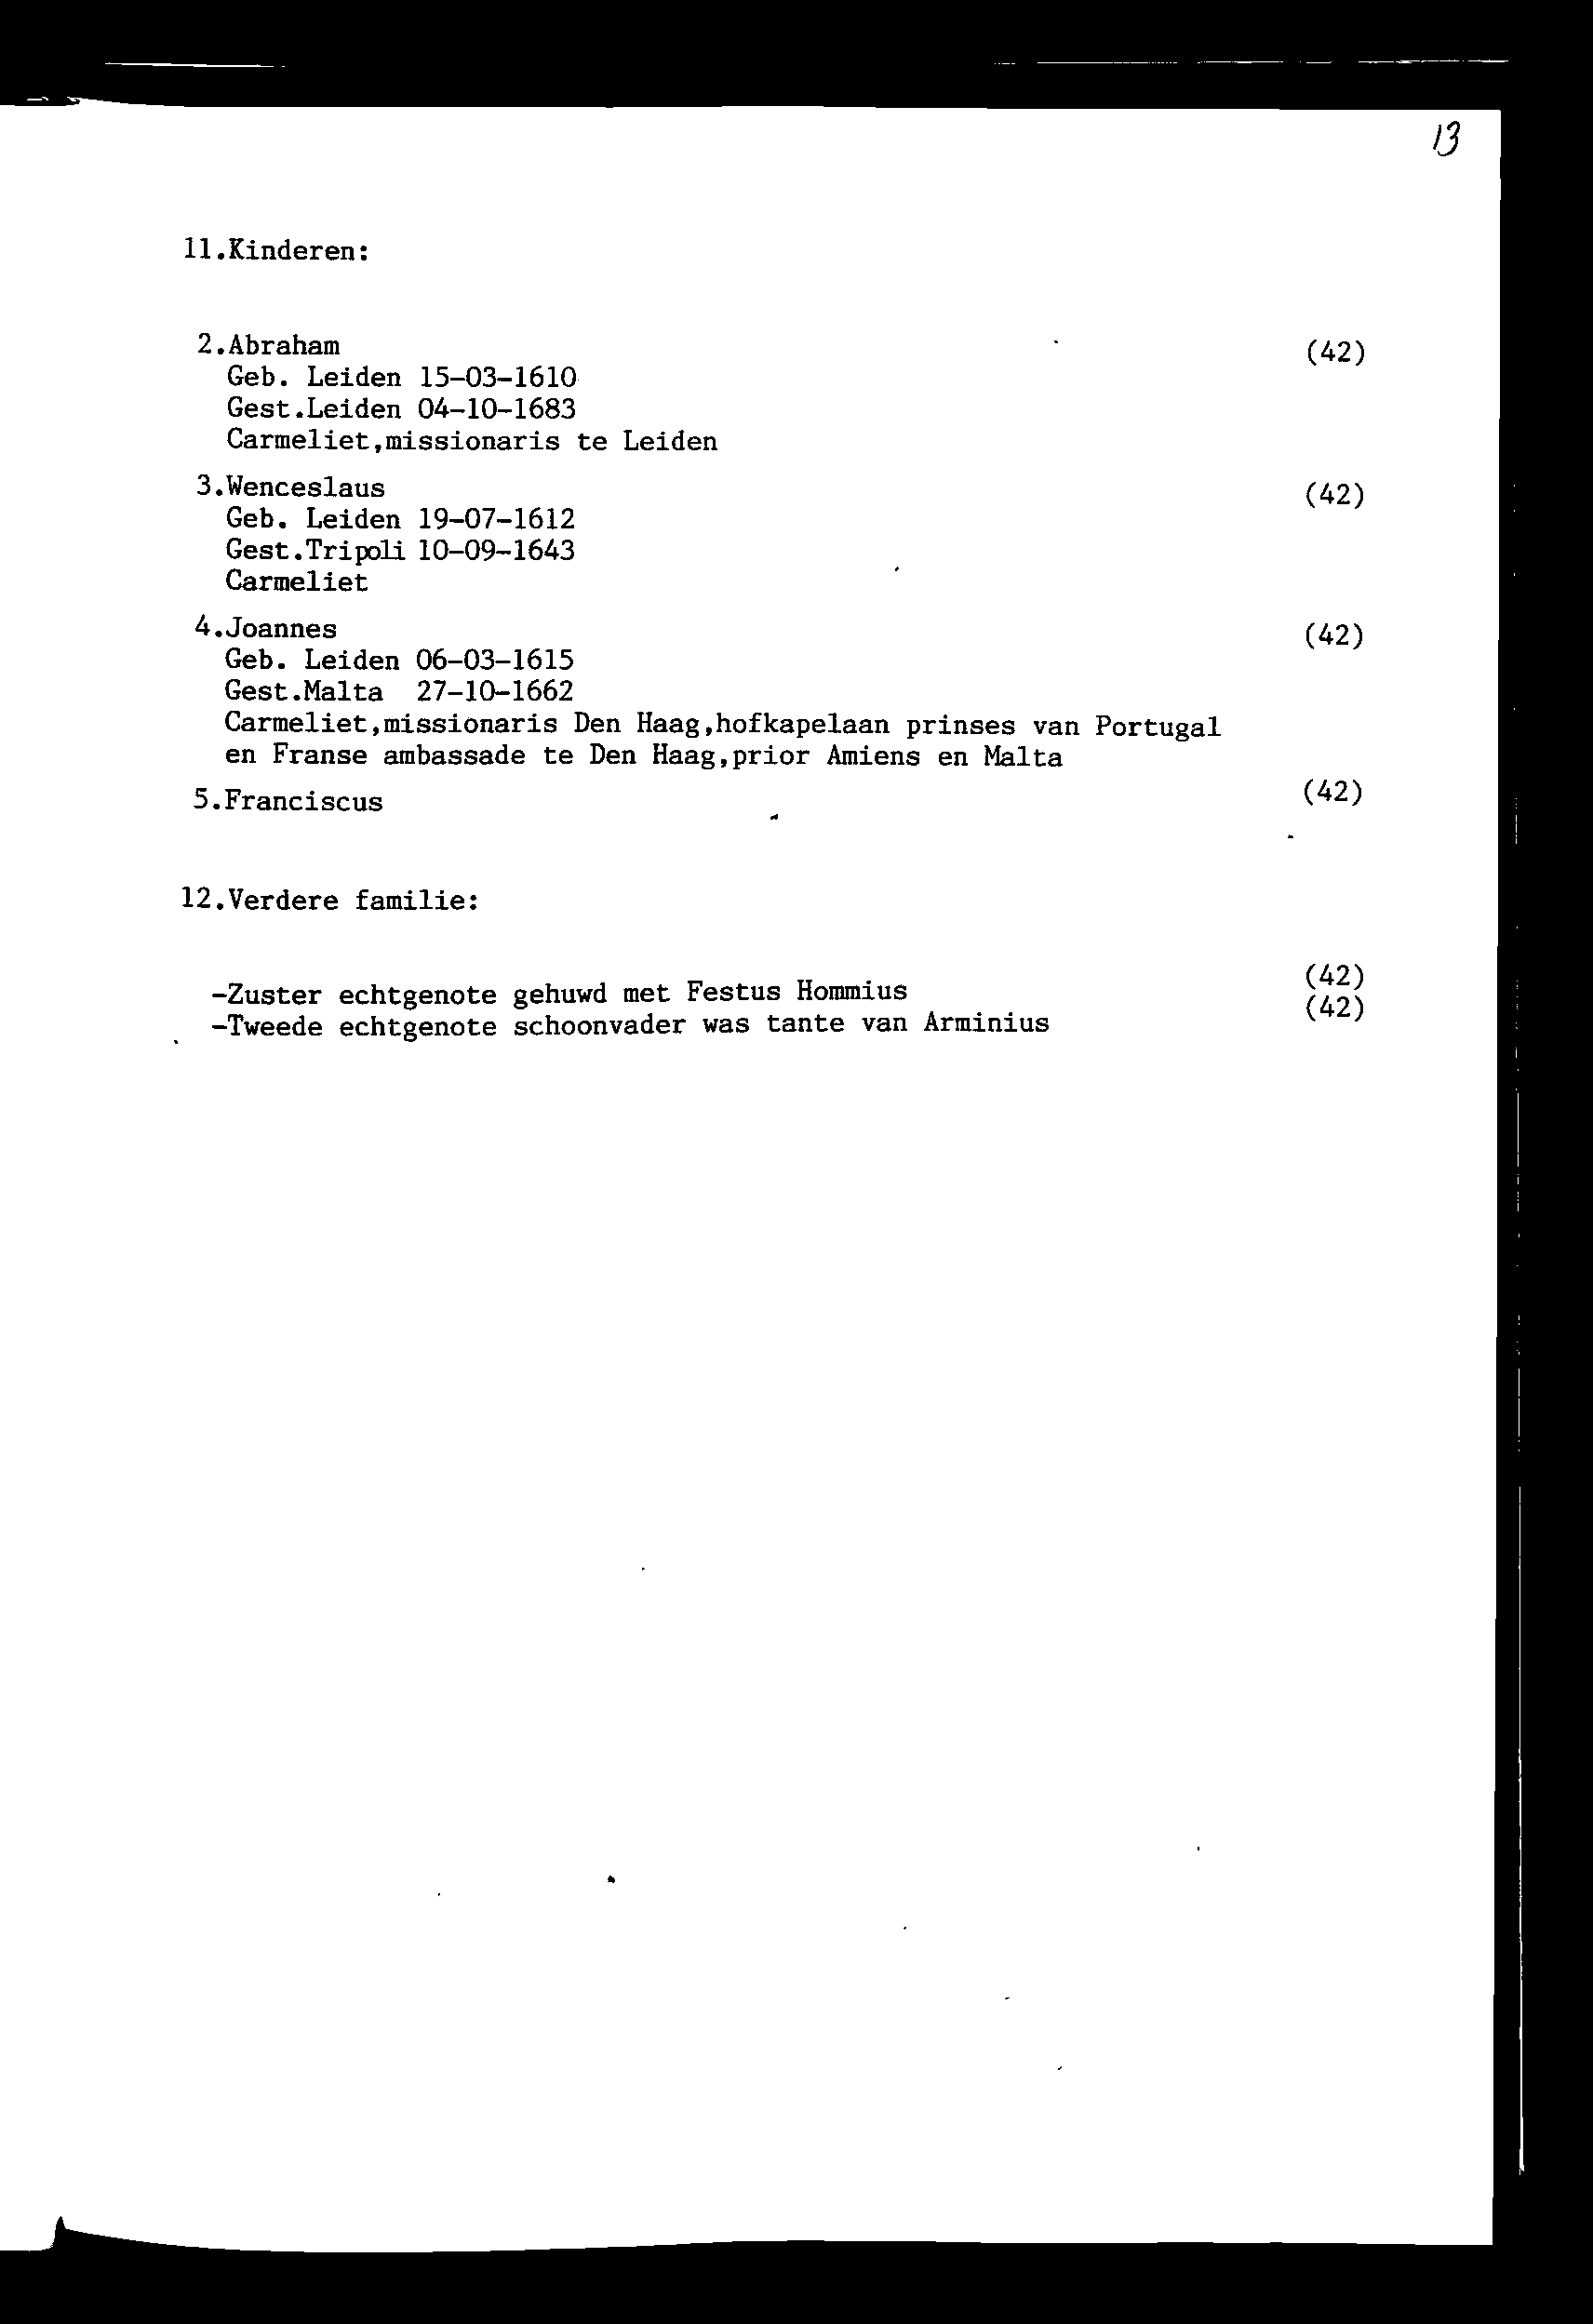 13
11.Kinderen:
2.Abraham (42)
Geb. Leiden 15-03-1610
Gest.Leiden 04-10-1683
Carmeliet,missionaris te Leiden
3.Wenceslaus (42)
Geb. Leiden 19-07-1612
Gest.Tripoli 10-09-1643
Carmeliet
4.Joannes (42)
Geb. Leiden 06-03-1615
Gest.Malta 27-10-1662
Carmeliet,missionaris Den Haag,hofkapelaan prinses van Portugal
en Franse ambassade te Den Haag,prior Amiens en Malta
5.Franciscus (42)
12.Verdere familie:
-Zuster echtgenote gehuwd met Festus Hommius (42)
-Tweede echtgenote schoonvader was tante van Arminius (42)